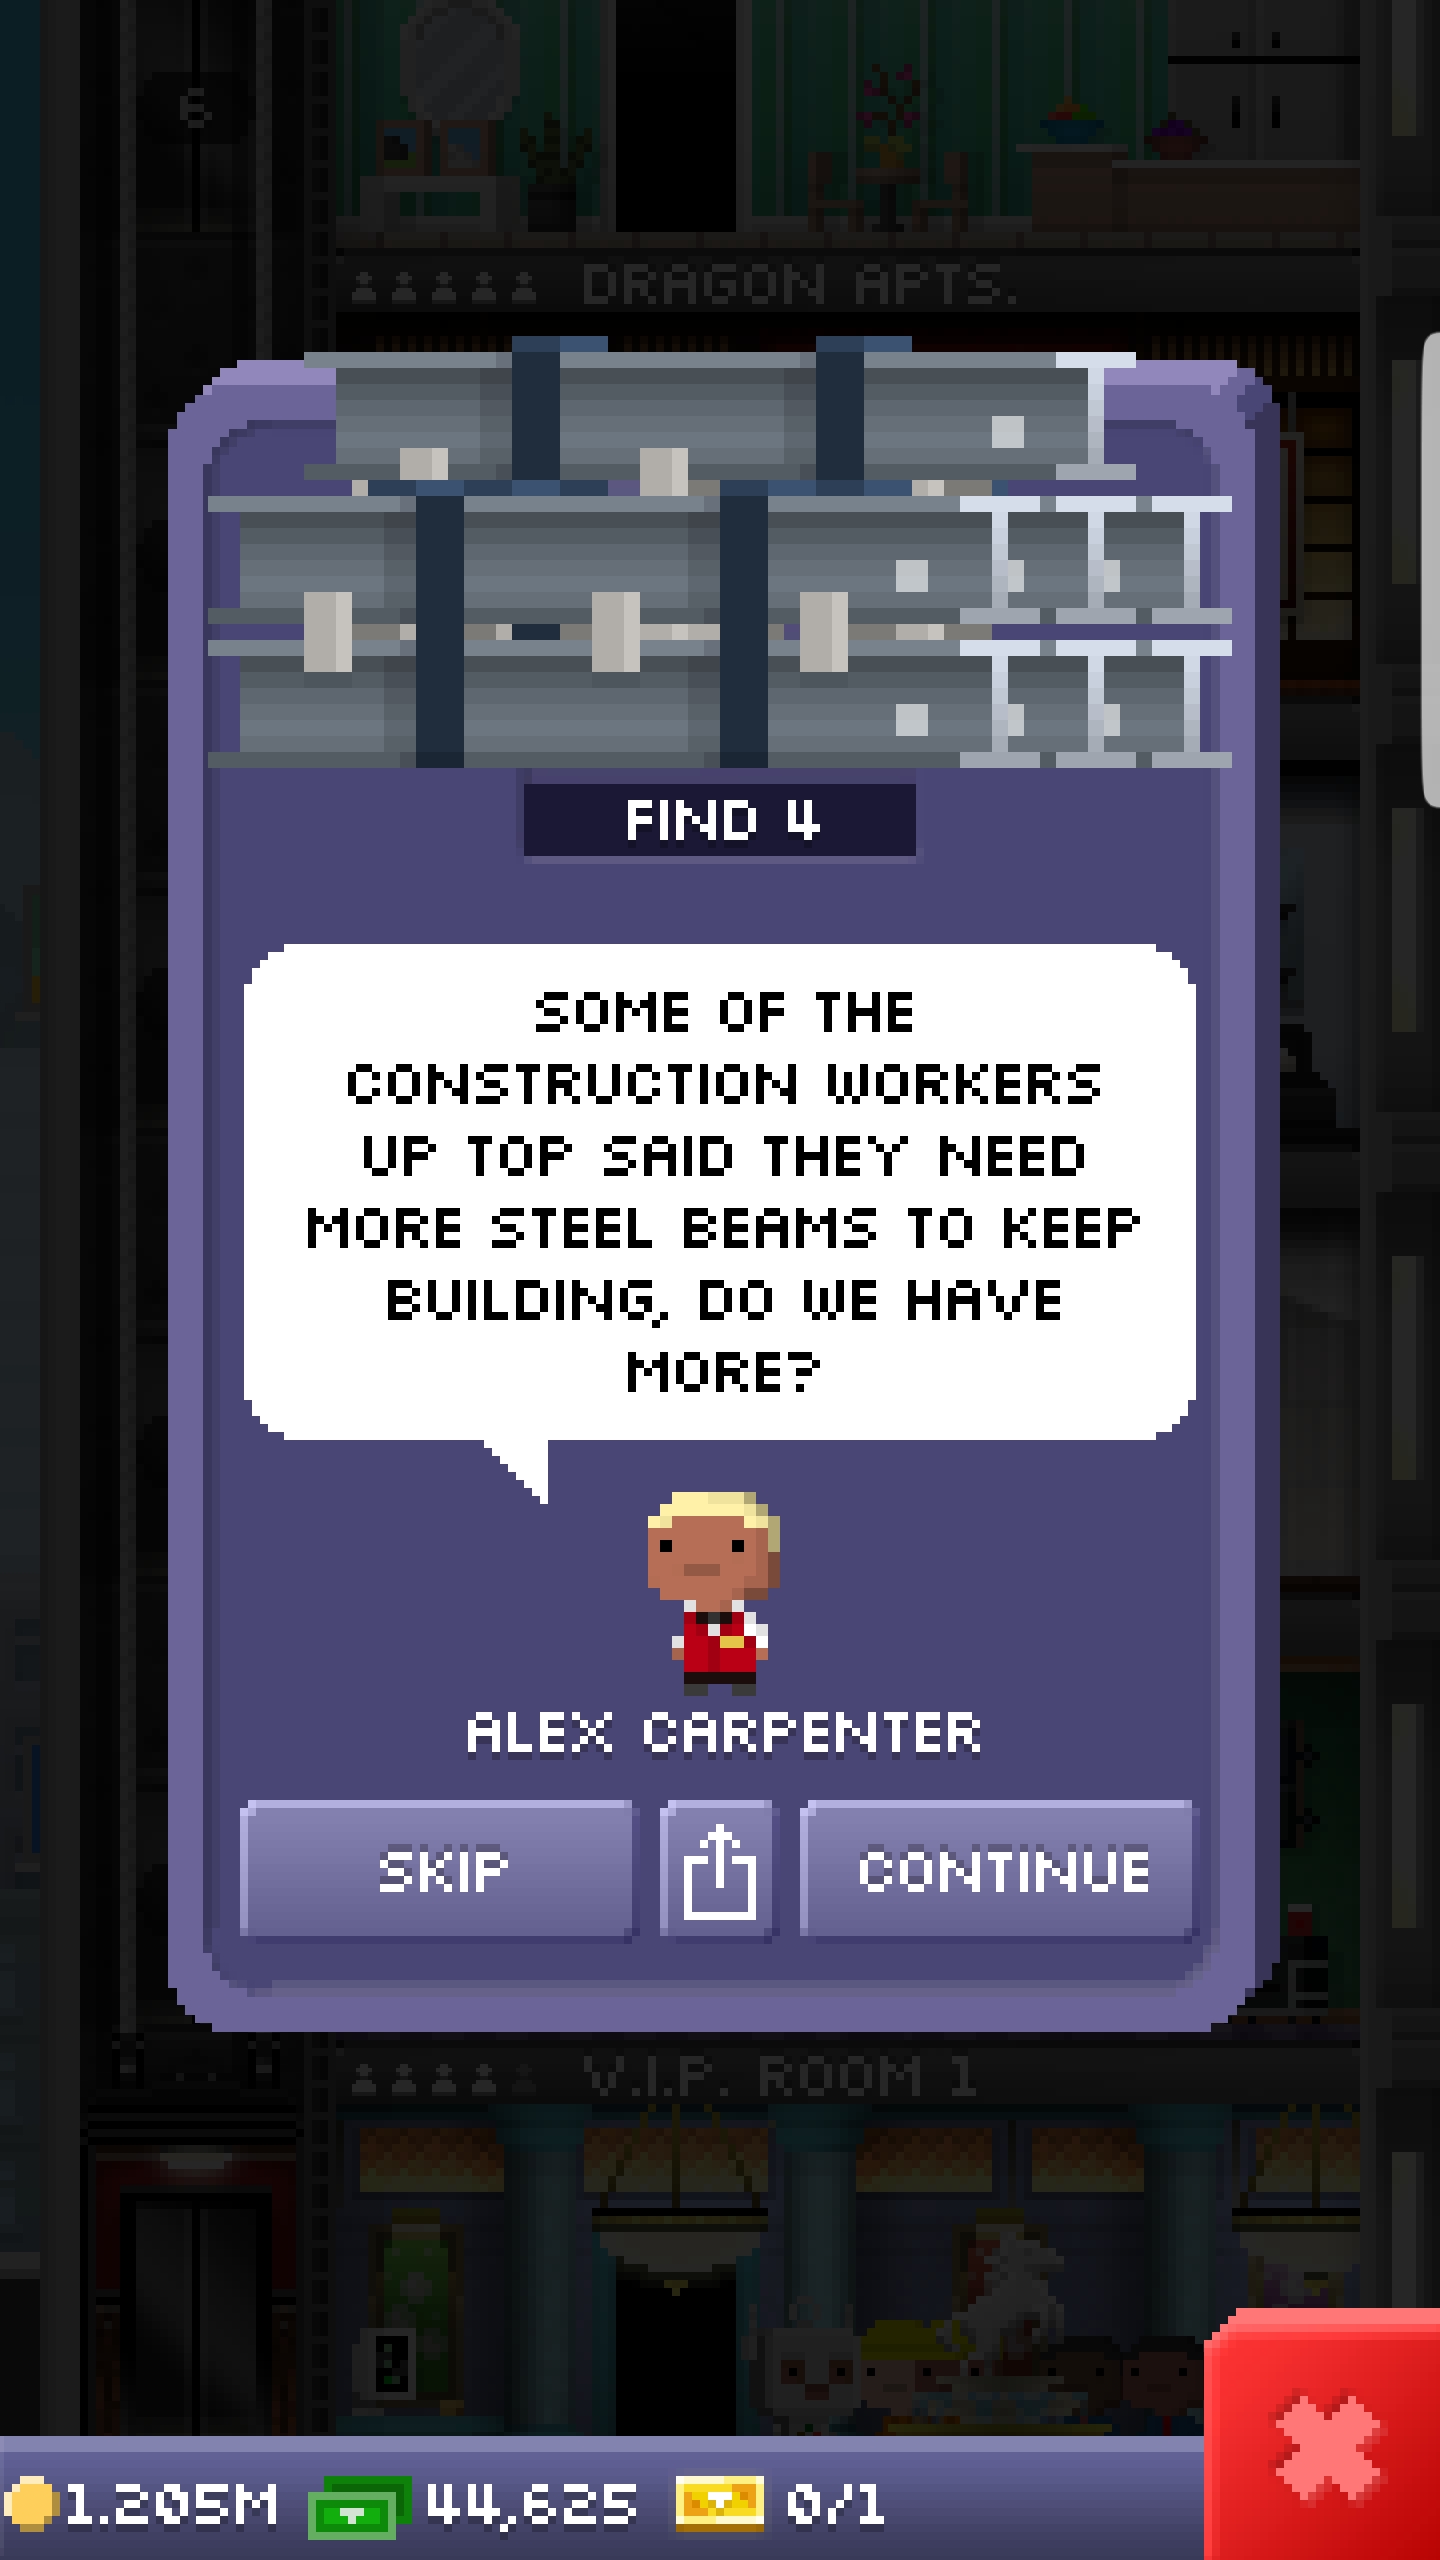 6
DRAGON APTS.
FIND 4
SOME OF THE
CONSTRUCTION WORKERS
UP TOP SAID THEY NEED
MORE STEEL BEAMS TO KEEP
BUILDING, DO WE HAVE
MORE?
ALEX CARPENTER
SKIP
CONTINUE
V.I.P. ROOM 1
1.205M
44,625
0/1